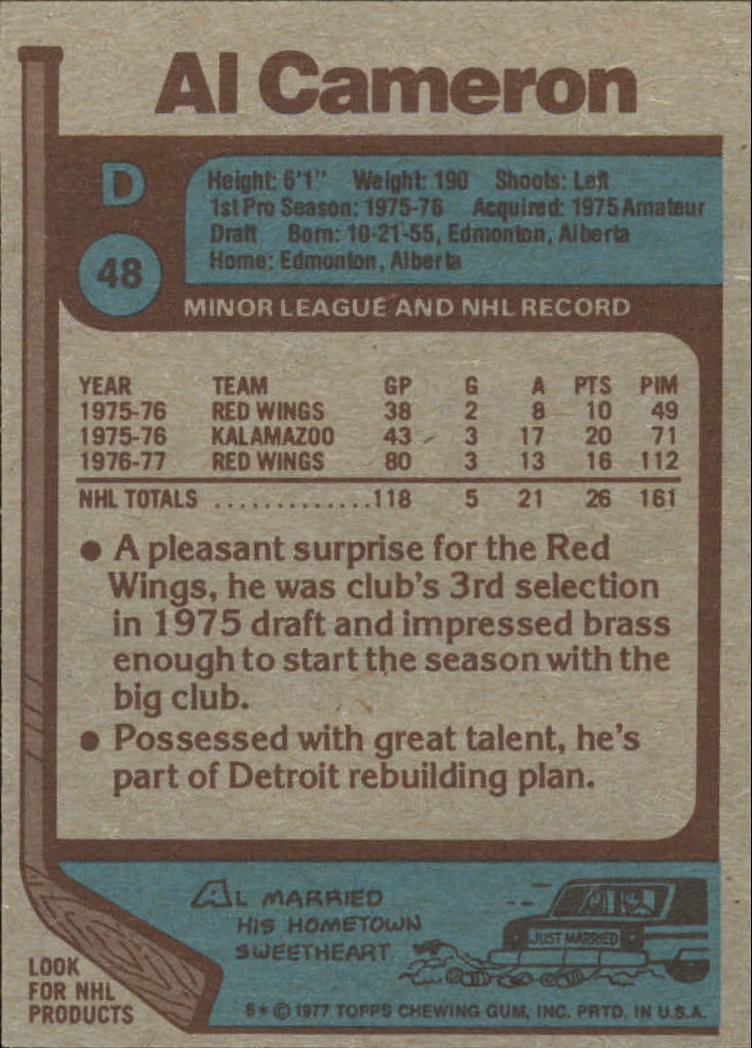 Al Cameron
D
48
Height: 6'1" Weight: 190 Shoots: Left
1st Pro Season: 1975-76 Acquired: 1975 Amateur
Draft Born: 10-21-55, Edmonton, Alberta
Home: Edmonton, Alberta
MINOR LEAGUE AND NHL RECORD
YEAR TEAM GP G A PTS PIM
1975-76 RED WINGS 38 2 8 10 49
1975-76 KALAMAZOO 43 3 17 20 71
1976-77 RED WINGS 80 3 13 16 112
NHL TOTALS .............118 5 21 26 161
● A pleasant surprise for the Red
Wings, he was club's 3rd selection
in 1975 draft and impressed brass
enough to start the season with the
big club.
● Possessed with great talent, he's
part of Detroit rebuilding plan.
AL MARRIED
HIS HOMETOWN
SWEETHEART.
JUST MARRIED
LOOK
FOR NHL
PRODUCTS
© 1977 TOPPS CHEWING GUM, INC. PRTD. IN U.S.A.